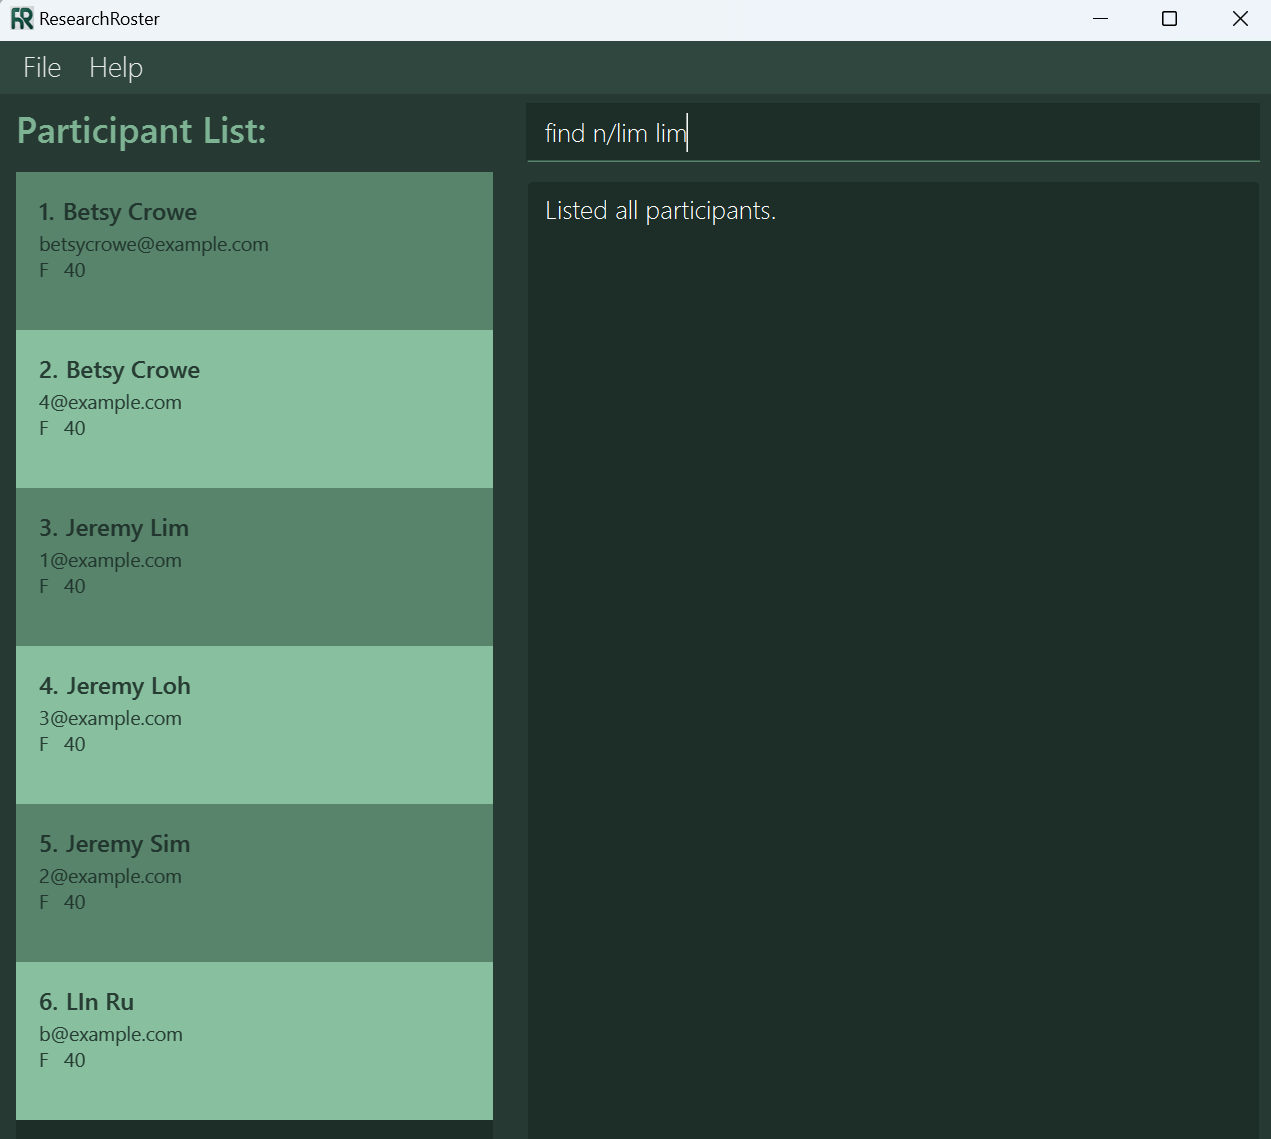 ResearchRoster
File Help
Participant List:
find n/lim lim
Listed all participants.
1. Betsy Crowe
betsycrowe@example.com
F 40
2. Betsy Crowe
4@example.com
F 40
3. Jeremy Lim
1@example.com
F 40
4. Jeremy Loh
3@example.com
F 40
5. Jeremy Sim
2@example.com
F 40
6. LIn Ru
b@example.com
F 40